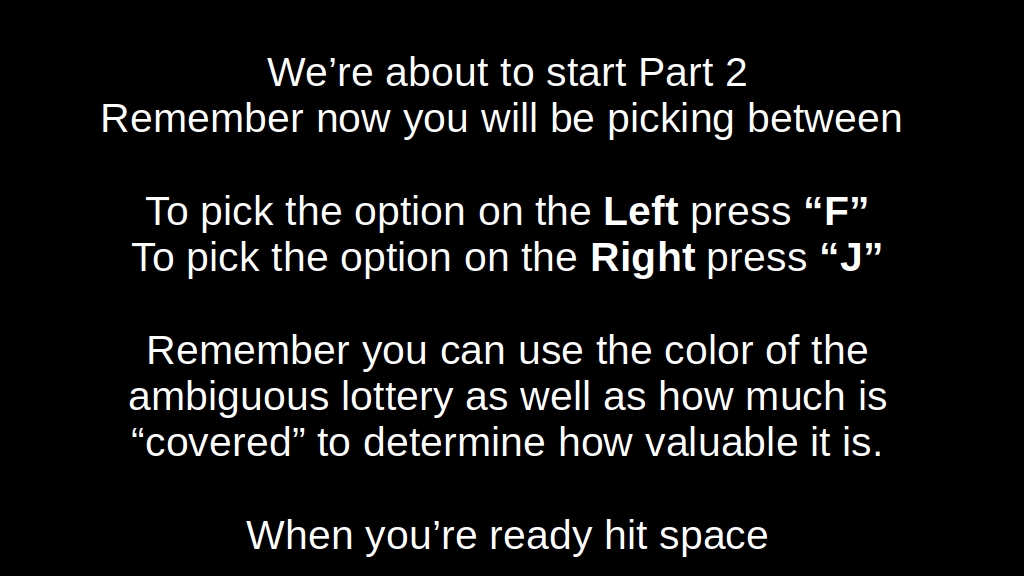 We’re about to start Part 2
Remember now you will be picking between
To pick the option on the Left press “F”
To pick the option on the Right press “J”
Remember you can use the color of the
ambiguous lottery as well as how much is
“covered” to determine how valuable it is.
When you’re ready hit space